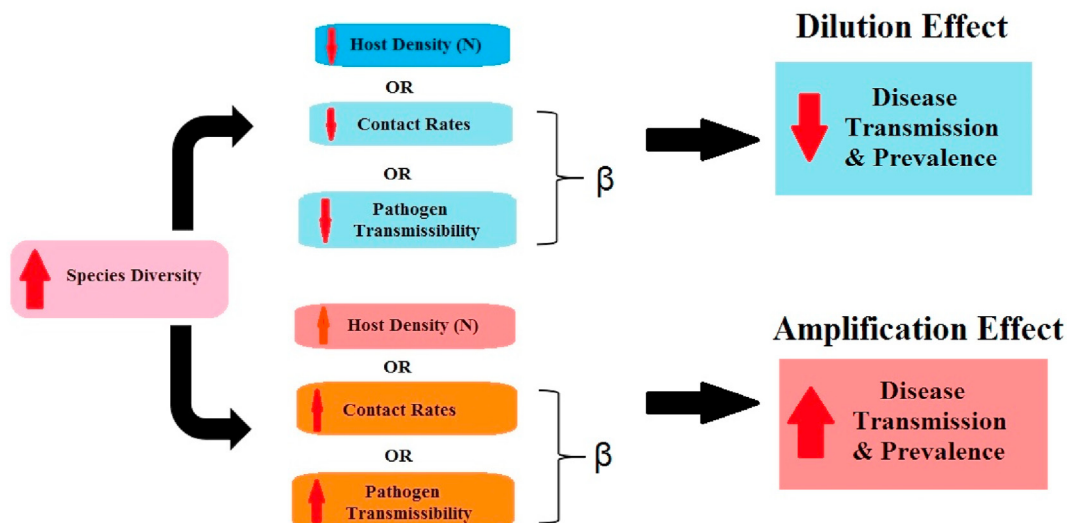 Dilution Effect
Host Density (N)
OR
Contact Rates
OR
Pathogen
Transmissibility
β
Disease
Transmission
& Prevalence
Species Diversity
Amplification Effect
Host Density (N)
OR
Contact Rates
OR
Pathogen
Transmissibility
β
Disease
Transmission
& Prevalence